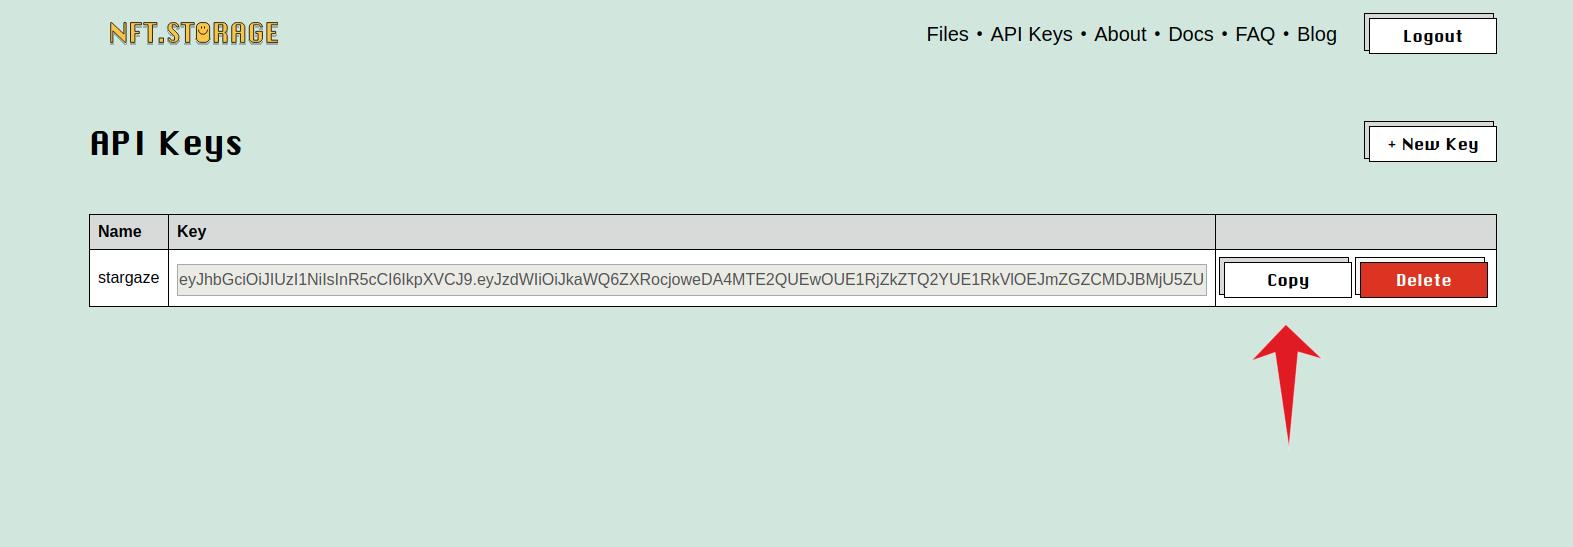 NFT.STORAGE
Files • API Keys • About • Docs • FAQ • Blog
Logout
API Keys
+ New Key
Name Key
stargaze eyJhbGciOiJIUzI1NiIsInR5cCI6IkpXVCJ9.eyJzdWIiOiJkaWQ6ZXRocjoweDA4MTE2QUEwOUE1RjZkZTQ2YUE1RkVlOEJmZGZCMDJBMjU5ZU Copy Delete